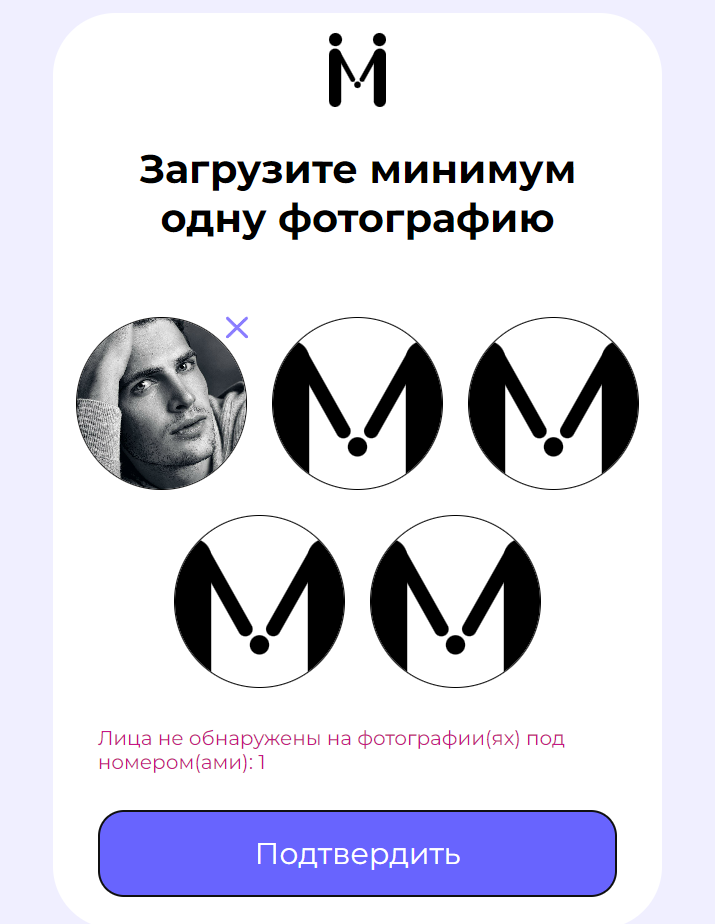 Загрузите минимум
одну фотографию
Лица не обнаружены на фотографии(ях) под
номером(ами): 1
Подтвердить